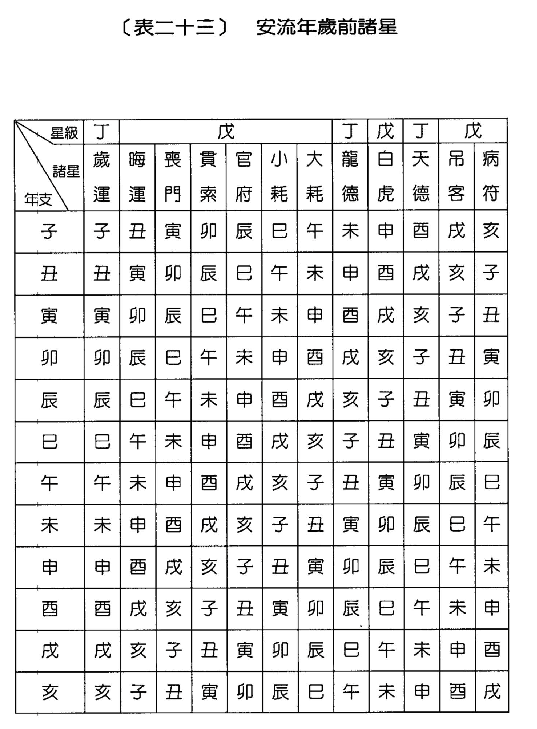 〔表二十三〕 安流年歲前諸星
星級 丁 戊 丁 戊 丁 戊
諸星 年支 歲運 晦運 喪門 貫索 官府 小耗 大耗 龍德 白虎 天德 吊客 病符
子 子 丑 寅 卯 辰 巳 午 未 申 酉 戌 亥
丑 丑 寅 卯 辰 巳 午 未 申 酉 戌 亥 子
寅 寅 卯 辰 巳 午 未 申 酉 戌 亥 子 丑
卯 卯 辰 巳 午 未 申 酉 戌 亥 子 丑 寅
辰 辰 巳 午 未 申 酉 戌 亥 子 丑 寅 卯
巳 巳 午 未 申 酉 戌 亥 子 丑 寅 卯 辰
午 午 未 申 酉 戌 亥 子 丑 寅 卯 辰 巳
未 未 申 酉 戌 亥 子 丑 寅 卯 辰 巳 午
申 申 酉 戌 亥 子 丑 寅 卯 辰 巳 午 未
酉 酉 戌 亥 子 丑 寅 卯 辰 巳 午 未 申
戌 戌 亥 子 丑 寅 卯 辰 巳 午 未 申 酉
亥 亥 子 丑 寅 卯 辰 巳 午 未 申 酉 戌